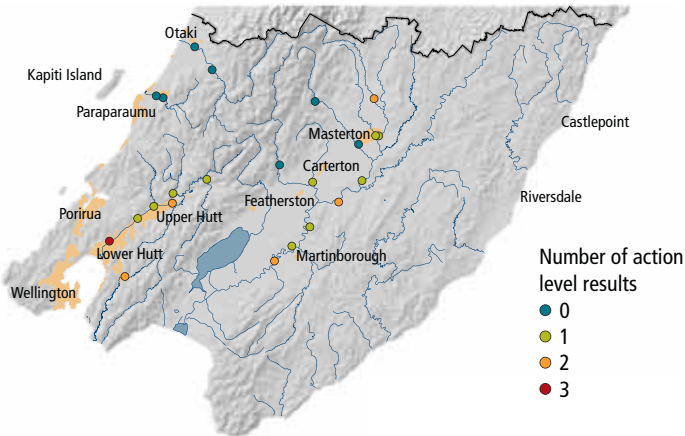 Otaki
Kapiti Island
Paraparaumu
Castlepoint
Masterton
Carterton
Riversdale
Featherston
Porirua
Upper Hutt
Lower Hutt
Martinborough
Wellington
Number of action
level results
0
1
2
3